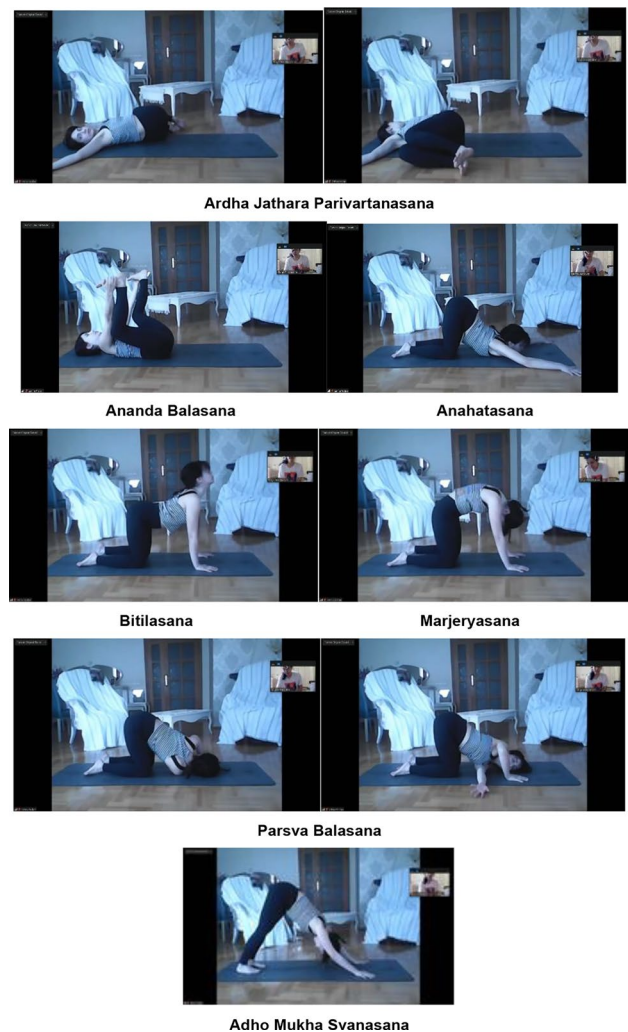 Ardha Jathara Parivartanasana
Ananda Balasana
Anahatasana
Bitilasana
Marjeryasana
Parsva Balasana
Adho Mukha Svanasana